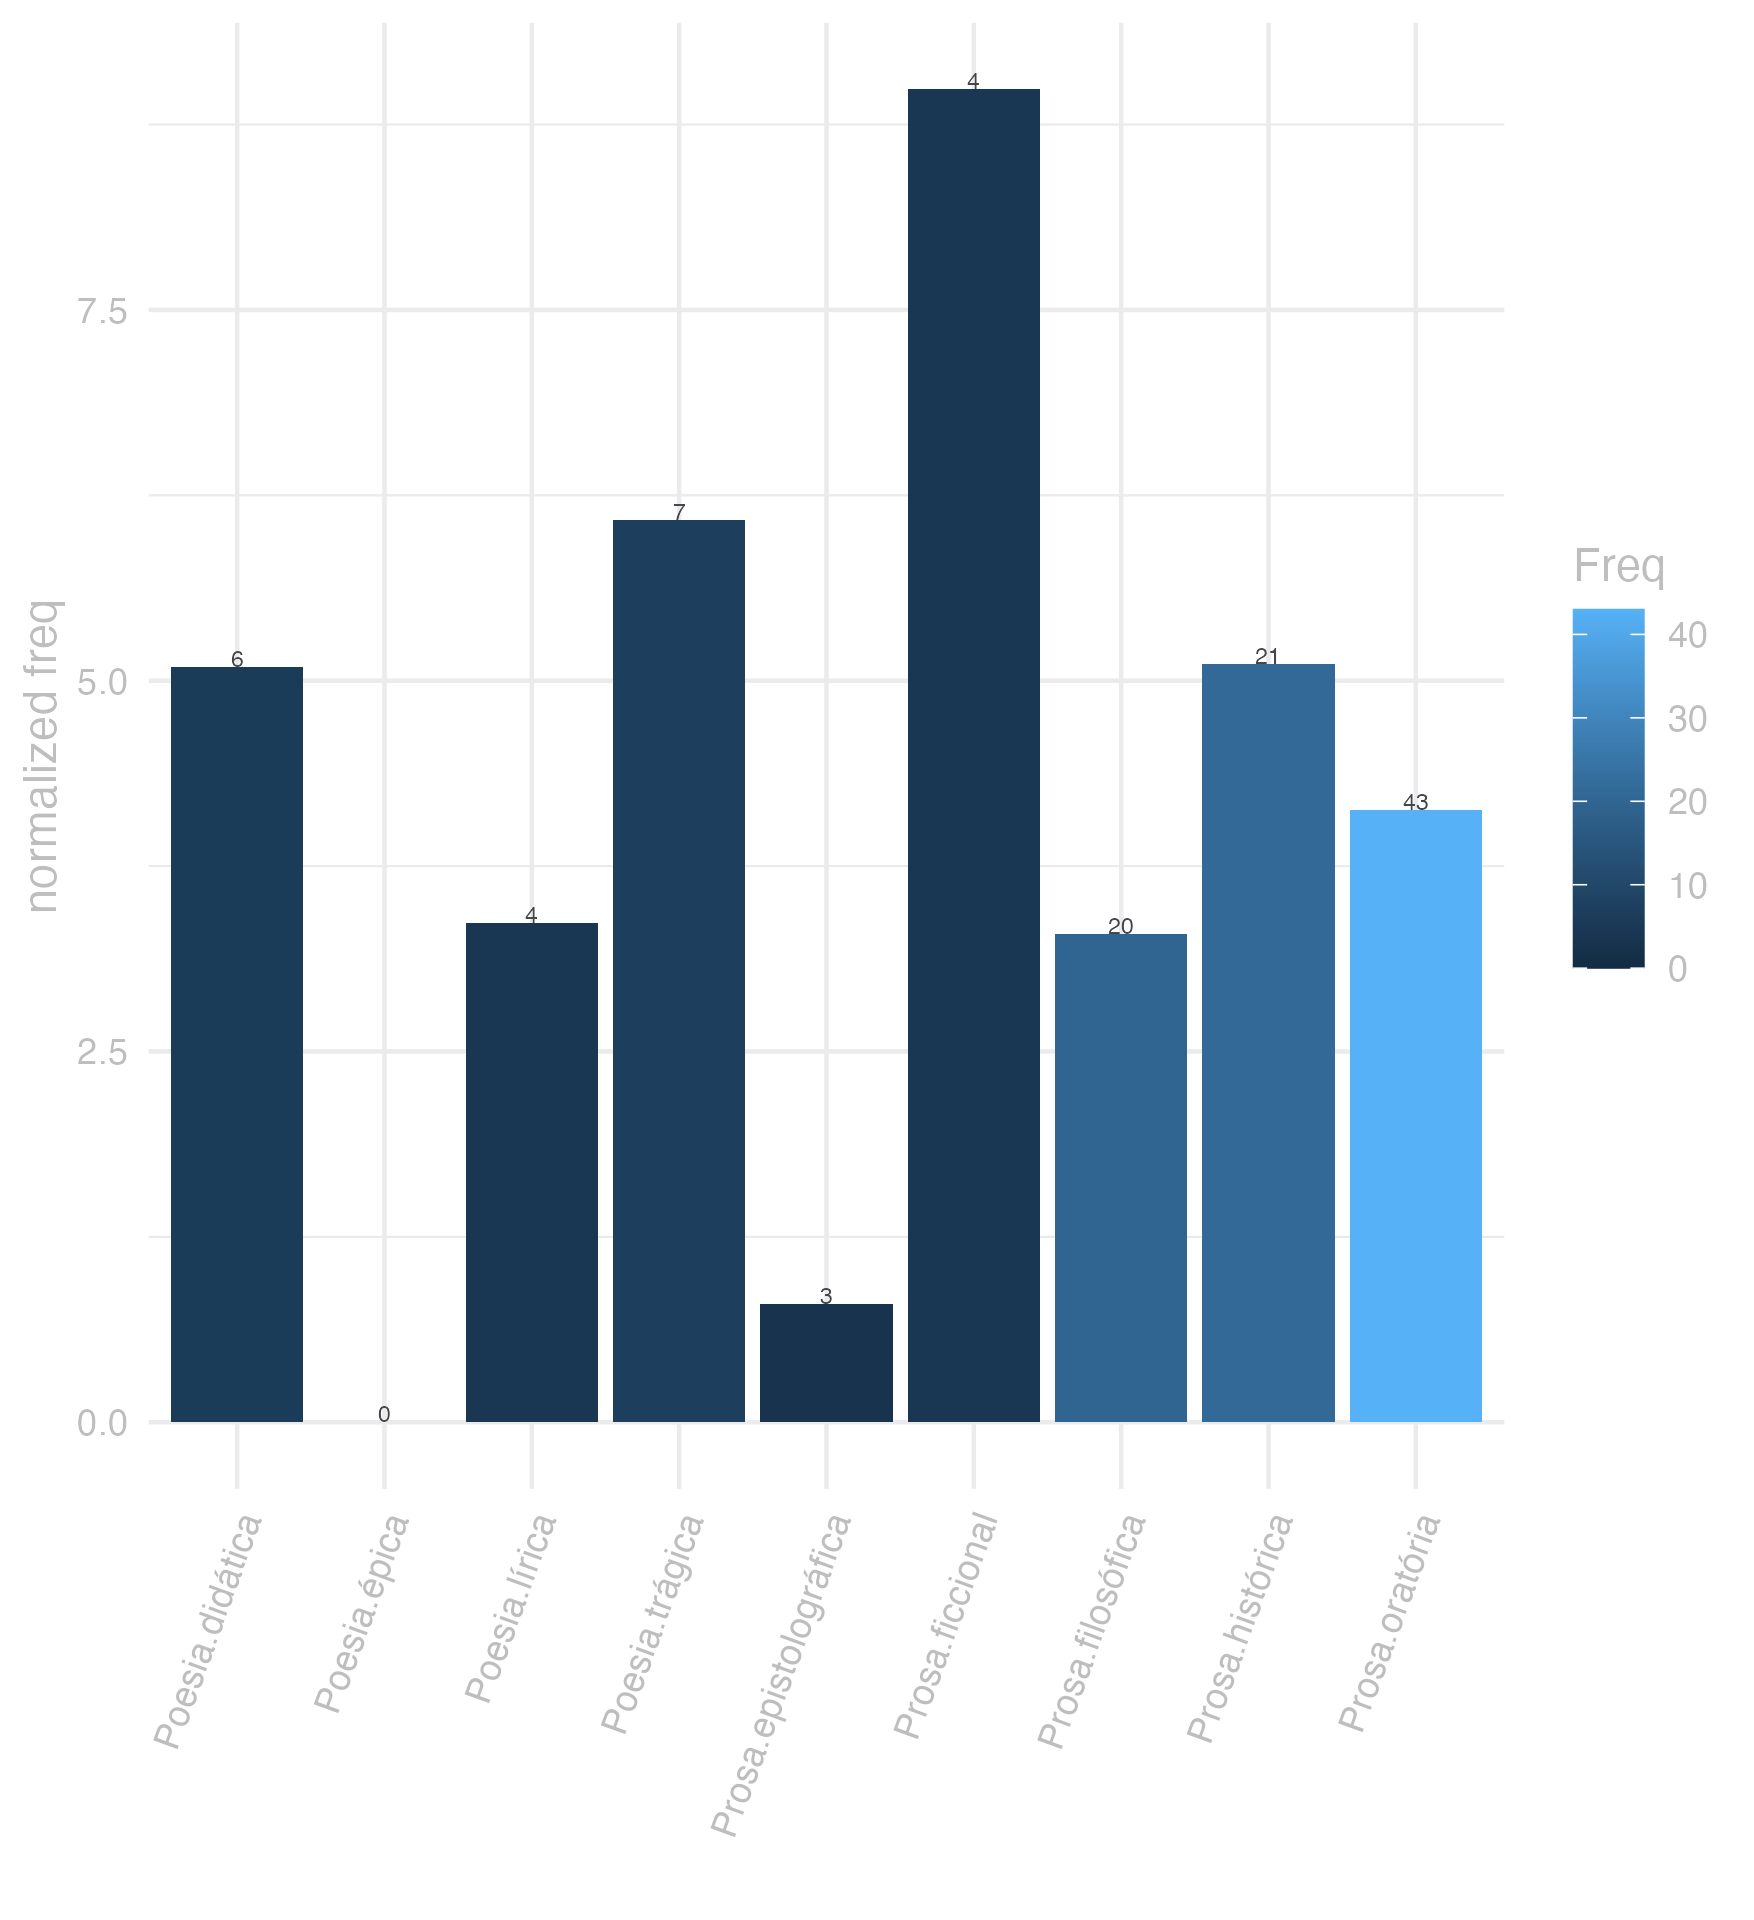 4
7.5
7
6
5.0
21
43
4
20
2.5
3
0
0.0
normalized freq
Poesia.didática
Poesia.épica
Poesia.lírica
Poesia.trágica
Prosa.epistolográfica
Prosa.ficcional
Prosa.filosófica
Prosa.histórica
Prosa.oratória
Freq
40
30
20
10
0